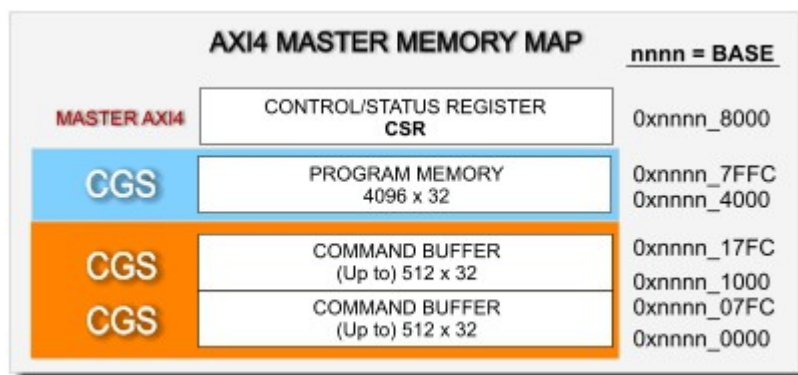 AXI4 MASTER MEMORY MAP
nnnn = BASE
MASTER AXI4
CONTROL/STATUS REGISTER
CSR
0xnnnn_8000
CGS
PROGRAM MEMORY
4096 x 32
0xnnnn_7FFC
0xnnnn_4000
CGS
COMMAND BUFFER
(Up to) 512 x 32
0xnnnn_17FC
0xnnnn_1000
CGS
COMMAND BUFFER
(Up to) 512 x 32
0xnnnn_07FC
0xnnnn_0000